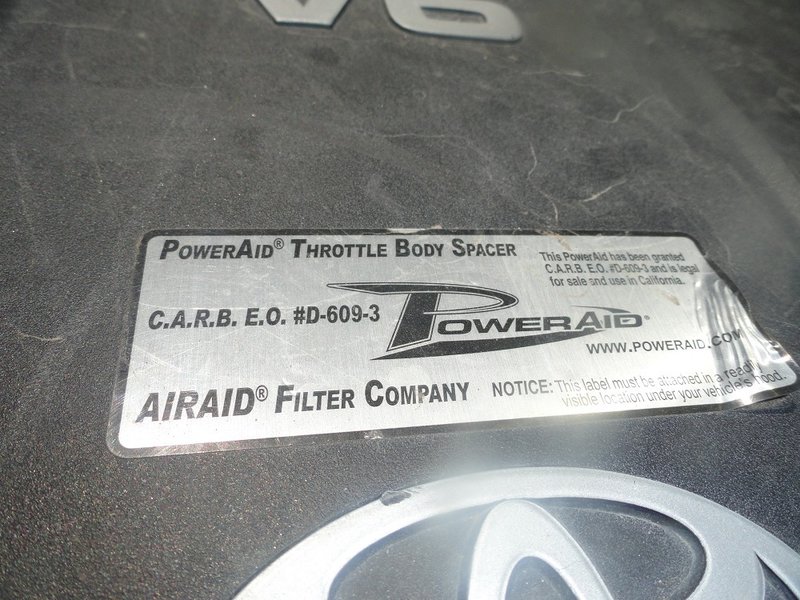 V6
POWERAID® THROTTLE BODY SPACER
This PowerAid has been granted
C.A.R.B. E.O. #D-609-3 and is legal
for sale and use in California.
C.A.R.B. E.O. #D-609-3
POWERAID®
WWW.POWERAID.COM
AIRAID® FILTER COMPANY
NOTICE: This label must be attached in a readily
visible location under your vehicle's hood.